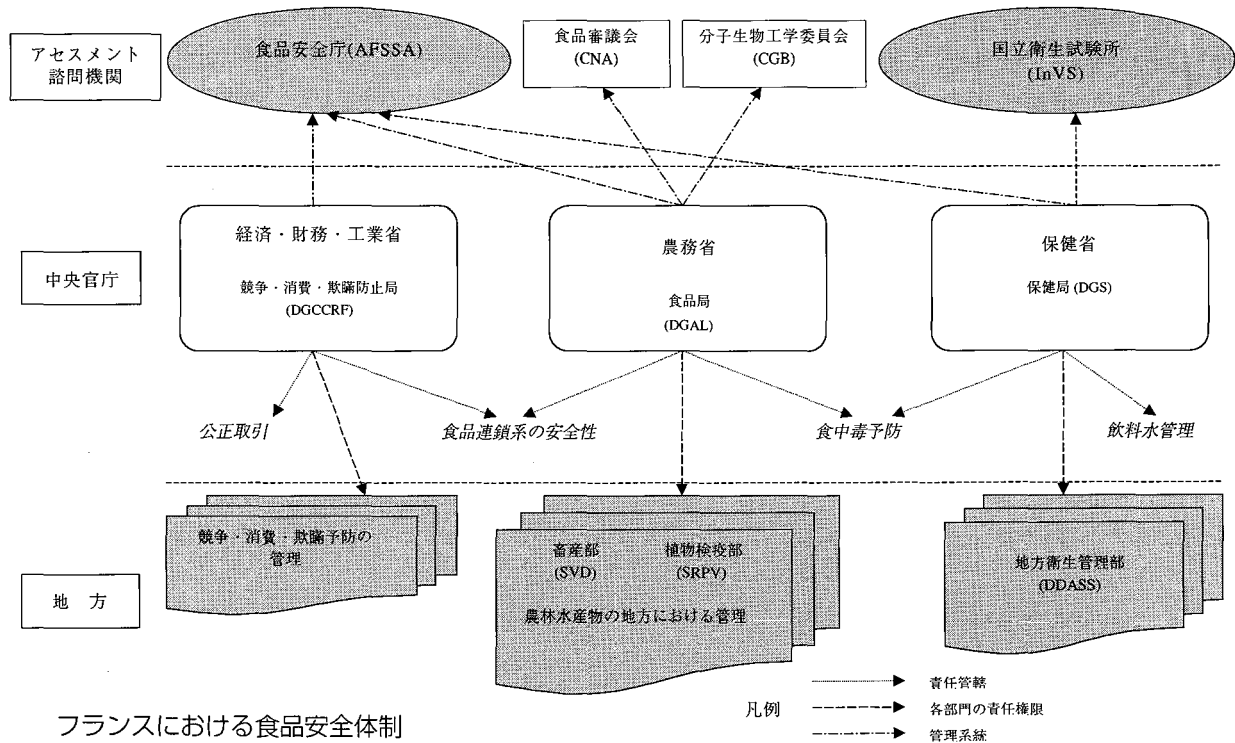 アセスメント
諮問機関
食品安全庁(AFSSA)
食品審議会
(CNA)
分子生物工学委員会
(CGB)
国立衛生試験所
(InVS)
中央官庁
経済・財務・工業省
競争・消費・欺瞞防止局
(DGCCRF)
農務省
食品局
(DGAL)
保健省
保健局 (DGS)
公正取引
食品連鎖系の安全性
食中毒予防
飲料水管理
地 方
競争・消費・欺瞞予防の
管理
畜産部
(SVD)
植物検疫部
(SRPV)
農林水産物の地方における管理
地方衛生管理部
(DDASS)
凡例
責任管轄
各部門の責任権限
管理系統
フランスにおける食品安全体制